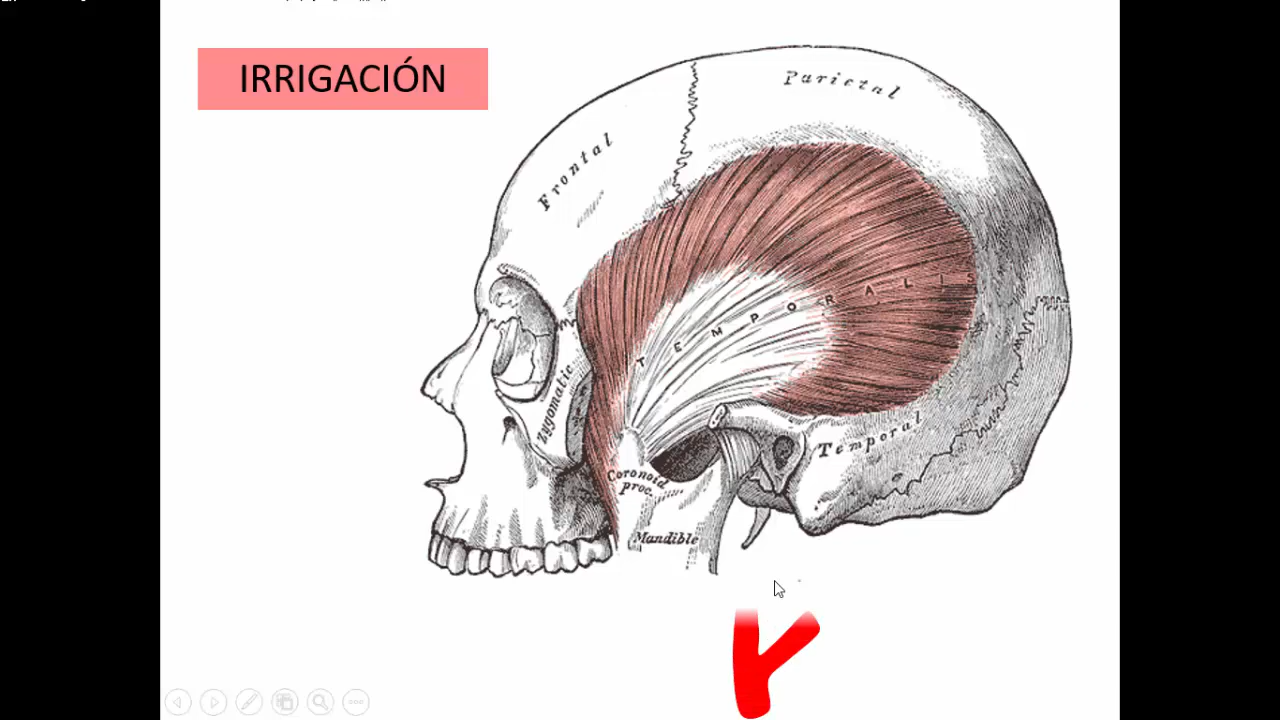 IRRIGACIÓN
Parietal
Frontal
TEMPORALIS
Zygomatic
Temporal
Coronoid
proc.
Mandible